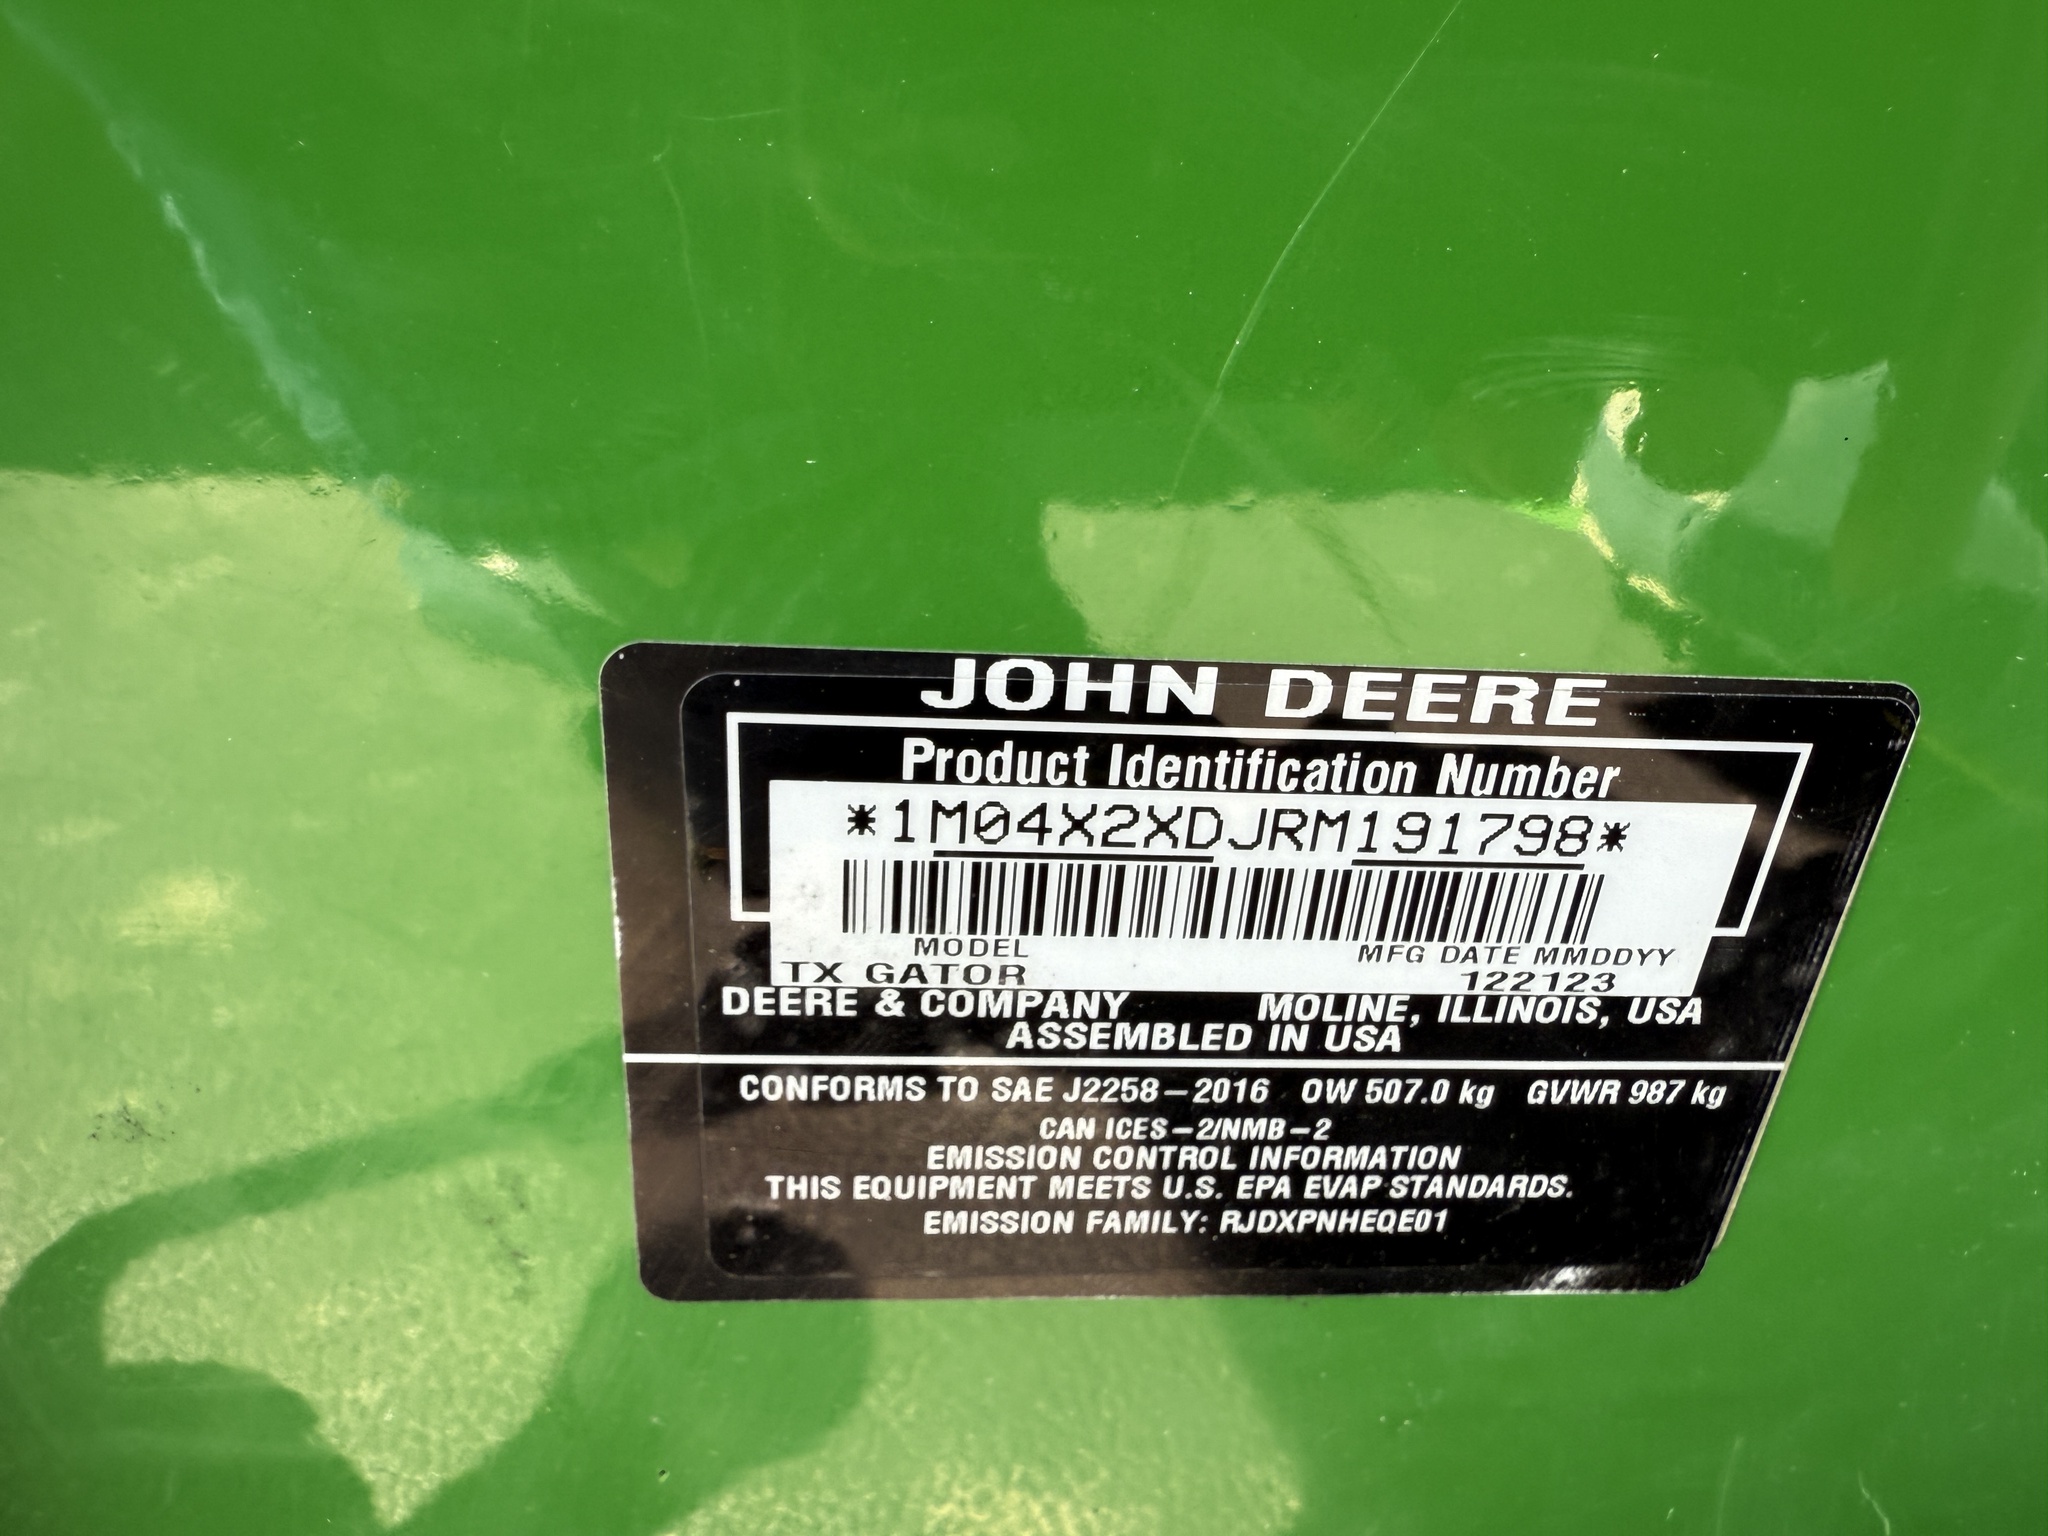 JOHN DEERE
Product Identification Number
*1M04X2XDJRM191798*
MODEL MFG DATE MMDDYY
TX GATOR 122123
DEERE & COMPANY MOLINE, ILLINOIS, USA
ASSEMBLED IN USA
CONFORMS TO SAE J2258-2016 OW 507.0 kg GVWR 987 kg
CAN ICES-2/NMB-2
EMISSION CONTROL INFORMATION
THIS EQUIPMENT MEETS U.S. EPA EVAP STANDARDS.
EMISSION FAMILY: RJDXPNHEQE01